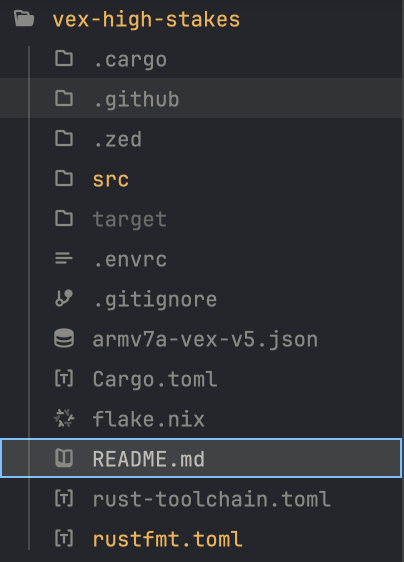 vex-high-stakes
.cargo
.github
.zed
src
target
.envrc
.gitignore
armv7a-vex-v5.json
Cargo.toml
flake.nix
README.md
rust-toolchain.toml
rustfmt.toml